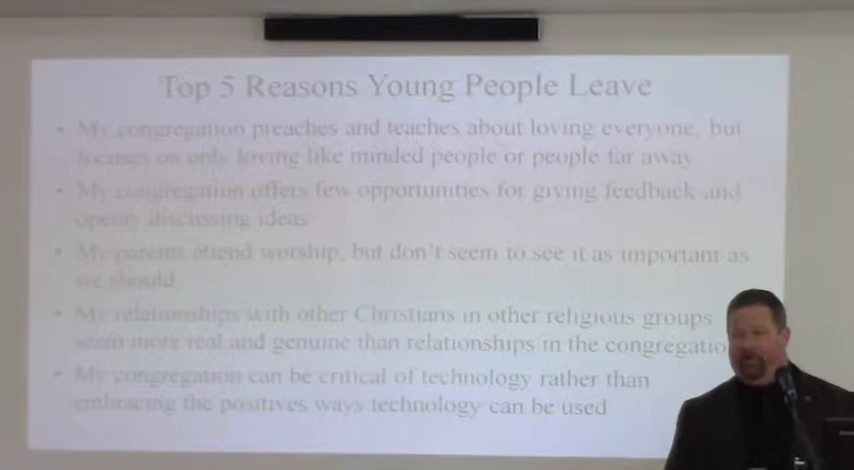 Top 5 Reasons Young People Leave
• My congregation preaches and teaches about loving everyone, but
focuses on only loving like minded people or people far away
• My congregation offers few opportunities for giving feedback and
openly discussing ideas
• My parents attend worship, but don't seem to see it as important as
we should
• My relationships with other Christians in other religious groups
seem more real and genuine than relationships in the congregatio
• My congregation can be critical of technology rather than
embracing the positives ways technology can be used